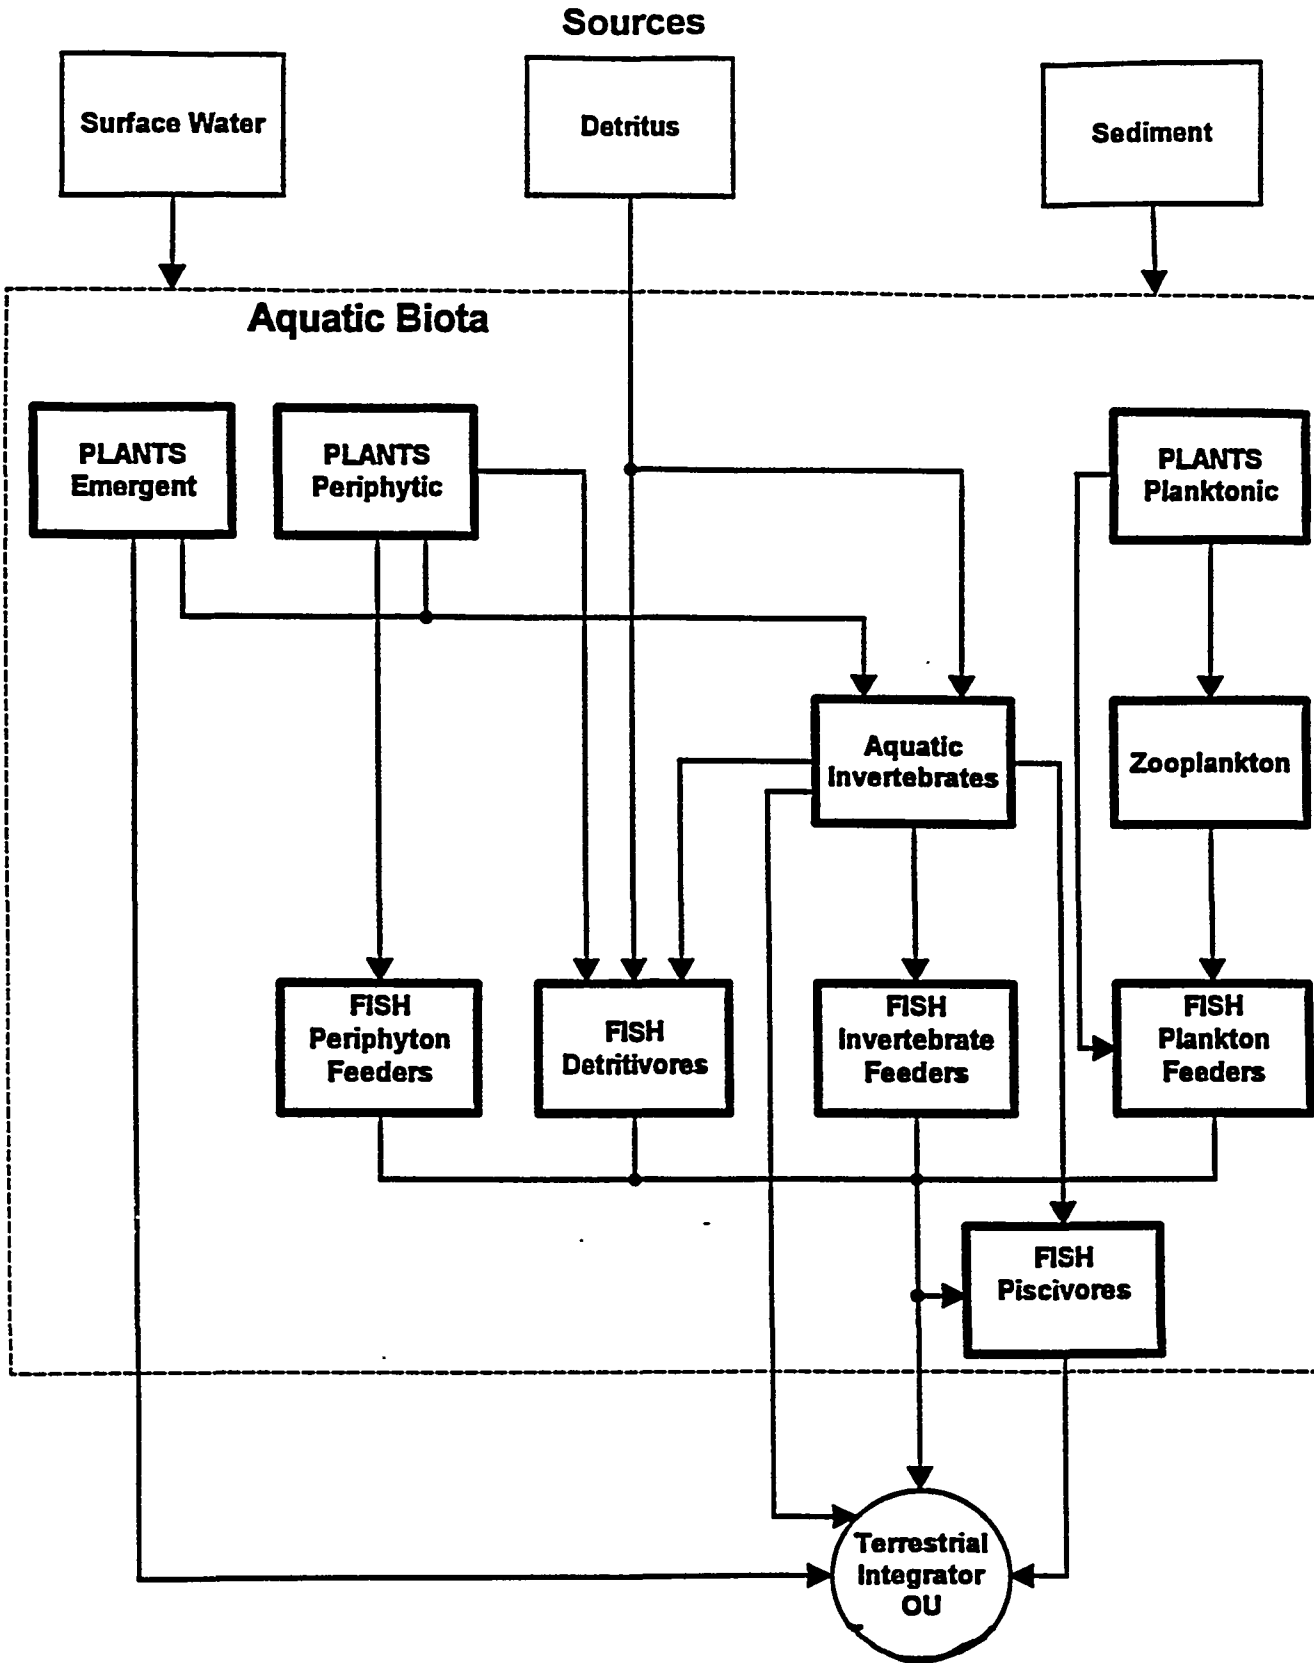 Sources
Surface Water
Detritus
Sediment
Aquatic Biota
PLANTS
Emergent
PLANTS
Periphytic
PLANTS
Planktonic
Aquatic
Invertebrates
Zooplankton
FISH
Periphyton
Feeders
FISH
Detritivores
FISH
Invertebrate
Feeders
FISH
Plankton
Feeders
FISH
Piscivores
Terrestrial
Integrator
OU